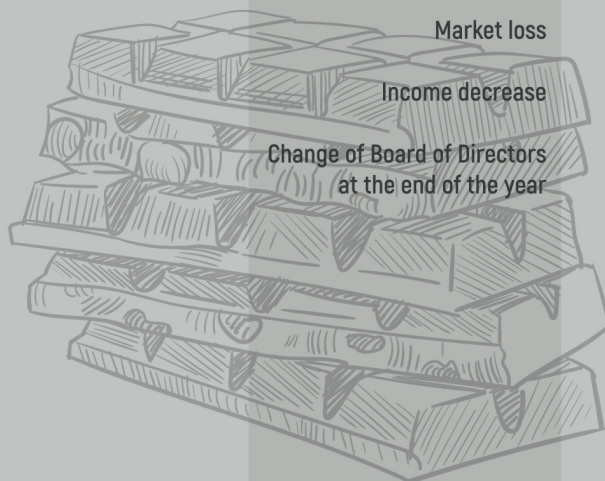 Market loss
Income decrease
Change of Board of Directors
at the end of the year